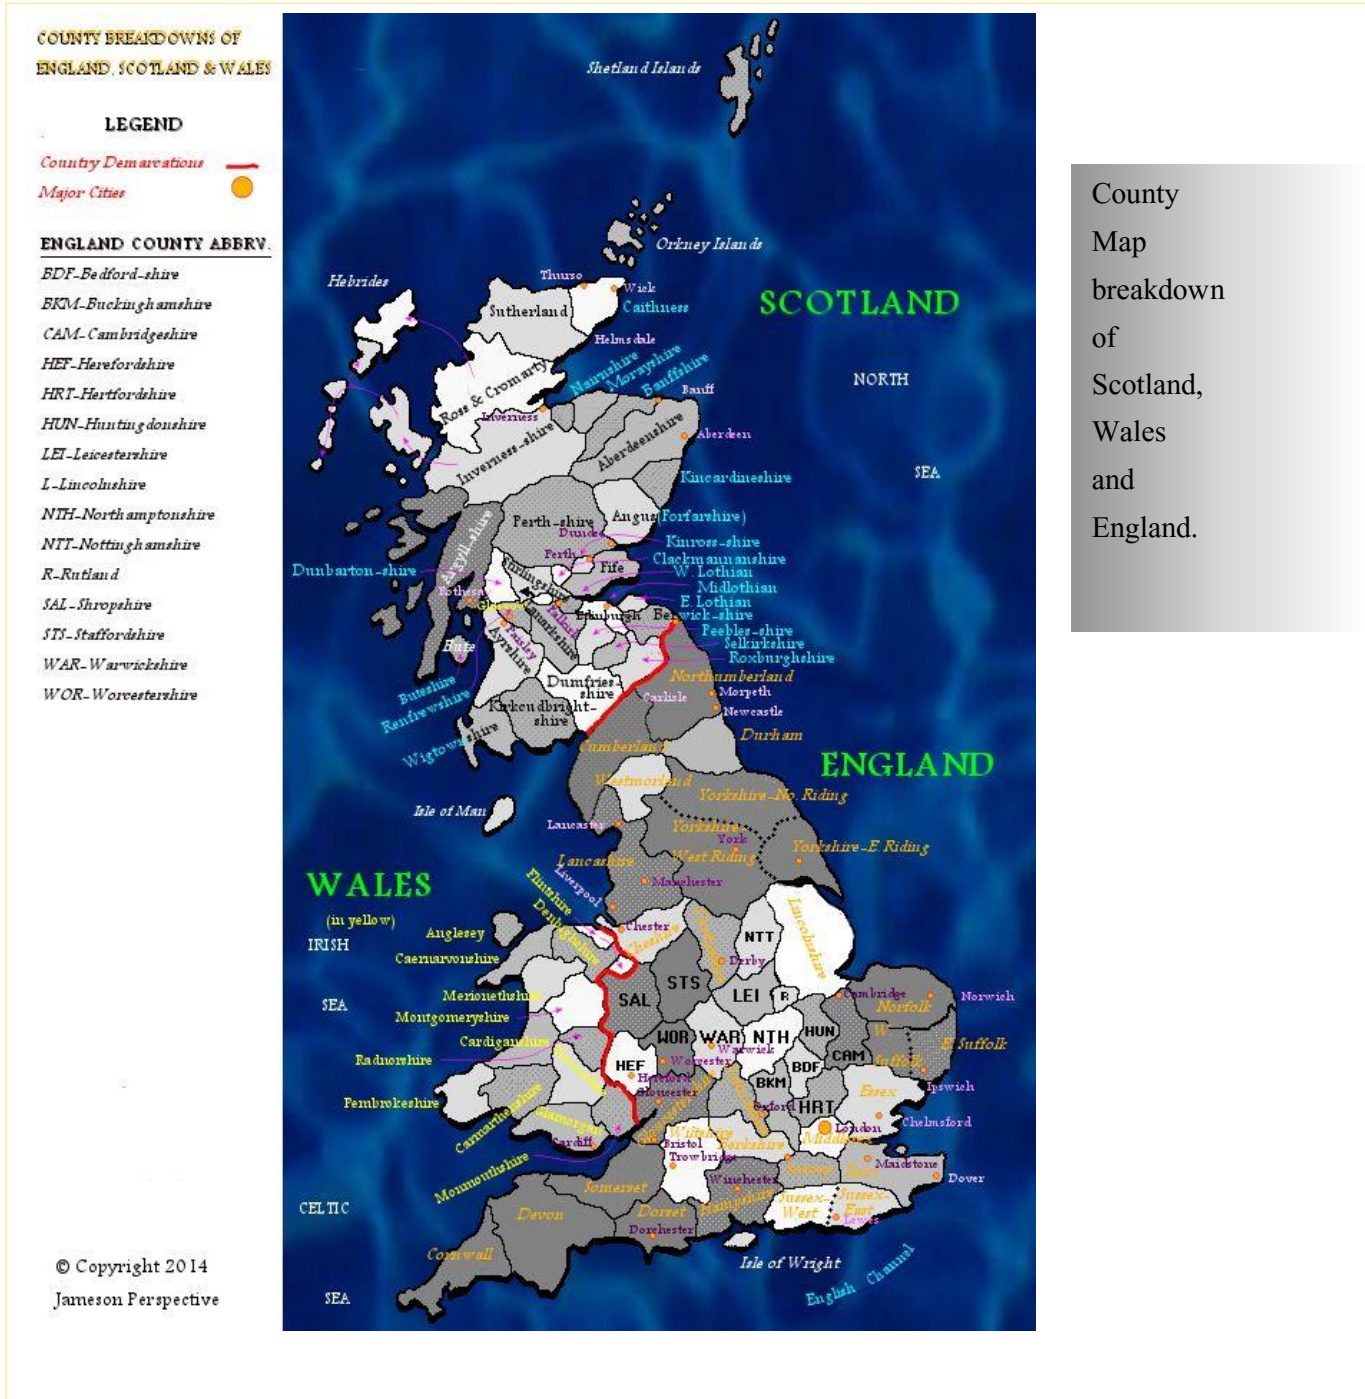 COUNTY BREAKDOWNS OF
ENGLAND, SCOTLAND & WALES
LEGEND
Country Demarcations
Major Cities
ENGLAND COUNTY ABBRV.
BDF-Bedford-shire
BKM-Buckinghamshire
CAM-Cambridgeshire
HEF-Herefordshire
HRT-Hertfordshire
HUN-Huntingdonshire
LEI-Leicestershire
L-Lincolnshire
NTH-Northamptonshire
NTT-Nottinghamshire
R-Rutland
SAL-Shropshire
STS-Staffordshire
WAR-Warwickshire
WOR-Worcestershire
© Copyright 2014
Jameson Perspective
Shetland Islands
Orkney Islands
Hebrides
Thurso
Wick
Caithness
Sutherland
SCOTLAND
Helmsdale
Nairnshire
Morayshire
Banffshire
Ross & Cromarty
NORTH
Banff
Inverness
Aberdeen
Aberdeenshire
Inverness-shire
SEA
Kincardineshire
Perth-shire
Angus
(Forfarshire)
Argyll-shire
Dundee
Kinross-shire
Perth
Clackmannanshire
Fife
Dunbarton-shire
Stirlingshire
W. Lothian
Midlothian
E. Lothian
Rothesay
Glasgow
Falkirk
Edinburgh
Berwick-shire
Lanarkshire
Peebles-shire
Paisley
Ayrshire
Selkirkshire
Bute
Roxburghshire
Buteshire
Renfrewshire
Dumfries-
shire
Northumberland
Carlisle
Morpeth
Newcastle
Kirkcudbright-
shire
Wigtownshire
Durham
Cumberland
ENGLAND
Westmorland
Yorkshire-No. Riding
Isle of Man
Lancaster
Yorkshire-
West Riding
York
Yorkshire-E. Riding
Lancashire
Manchester
WALES
(in yellow)
Liverpool
Flintshire
Denbighshire
Lincolnshire
Anglesey
Chester
Cheshire
NTT
IRISH
Caernarvonshire
Derby
STS
Merionethshire
SAL
LEI
R
Cambridge
Norfolk
Norwich
SEA
Montgomeryshire
Cardiganshire
WOR
WAR
NTH
HUN
W
Suffolk
E. Suffolk
Radnorshire
Warwick
CAM
HEF
Worcester
BDF
Hereford
BKM
Ipswich
Pembrokeshire
Gloucester
Essex
Carmarthenshire
Oxford
HRT
Chelmsford
Glamorgan
Wiltshire
London
Cardiff
Bristol
Berkshire
Trowbridge
Maidstone
Monmouthshire
Dover
Winchester
Somerset
Hampshire
Sussex-
West
Sussex-
East
Lewes
CELTIC
Devon
Dorset
Dorchester
Cornwall
Isle of Wright
English Channel
SEA
County
Map
breakdown
of
Scotland,
Wales
and
England.